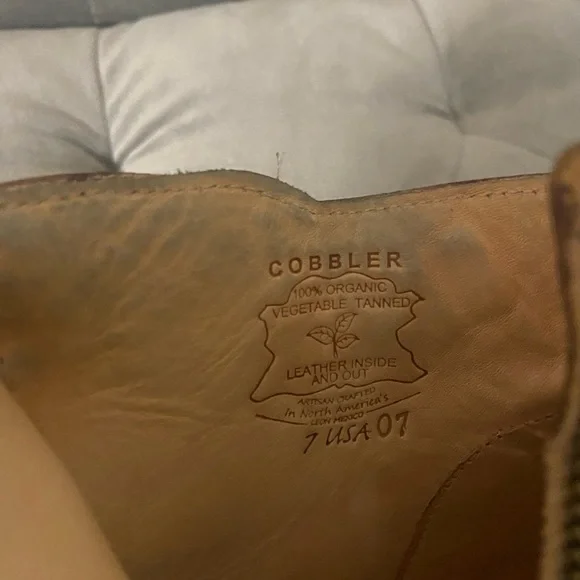 COBBLER
100% ORGANIC
VEGETABLE TANNED
LEATHER INSIDE
AND OUT
ARTISAN CRAFTED
in North America's
LEON MEXICO
7 USA 07